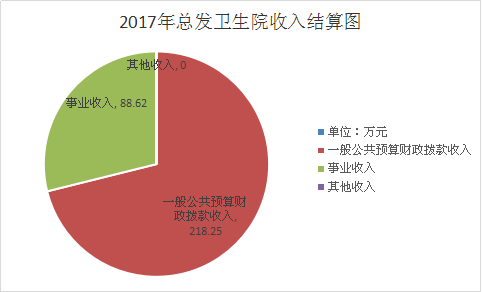 2017年总发卫生院收入结算图
其他收入, 0
事业收入, 88.62
一般公共预算财
政拨款收入,
218.25
单位：万元
一般公共预算财政拨款收入
事业收入
其他收入